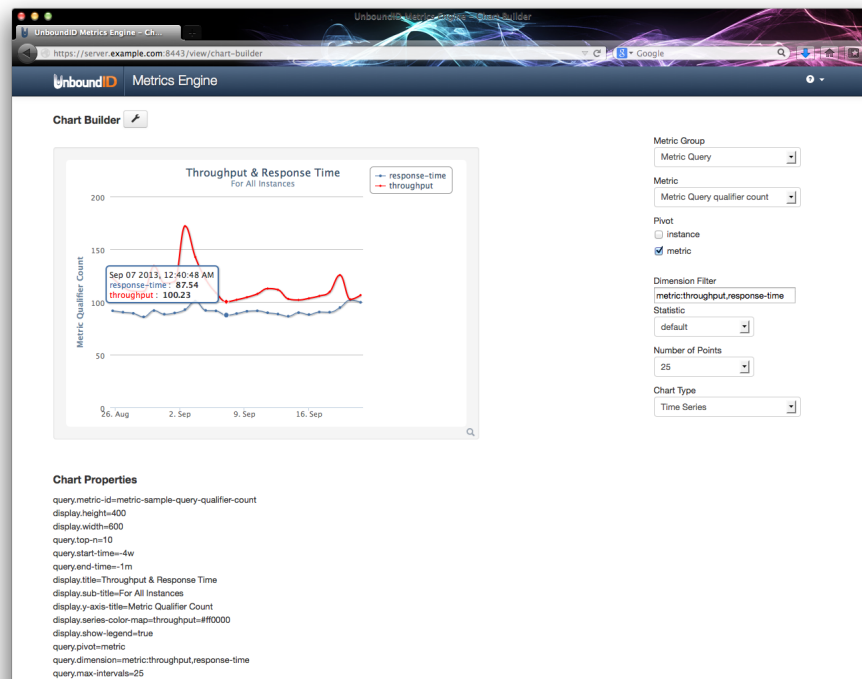 UnboundID Metrics Engine – Chart Builder
UnboundID Metrics Engine – Ch...
https://server.example.com:8443/view/chart-builder
Google
UnboundID Metrics Engine
Chart Builder
Throughput & Response Time
For All Instances
response-time
throughput
200
150
100
50
0
Metric Qualifier Count
Sep 07 2013, 12:40:48 AM
response-time : 87.54
throughput : 100.23
26. Aug 2. Sep 9. Sep 16. Sep
Metric Group
Metric Query
Metric
Metric Query qualifier count
Pivot
instance
metric
Dimension Filter
metric:throughput,response-time
Statistic
default
Number of Points
25
Chart Type
Time Series
Chart Properties
query.metric-id=metric-sample-query-qualifier-count
display.height=400
display.width=600
query.top-n=10
query.start-time=-4w
query.end-time=-1m
display.title=Throughput & Response Time
display.sub-title=For All Instances
display.y-axis-title=Metric Qualifier Count
display.series-color-map=throughput=#ff0000
display.show-legend=true
query.pivot=metric
query.dimension=metric:throughput,response-time
query.max-intervals=25